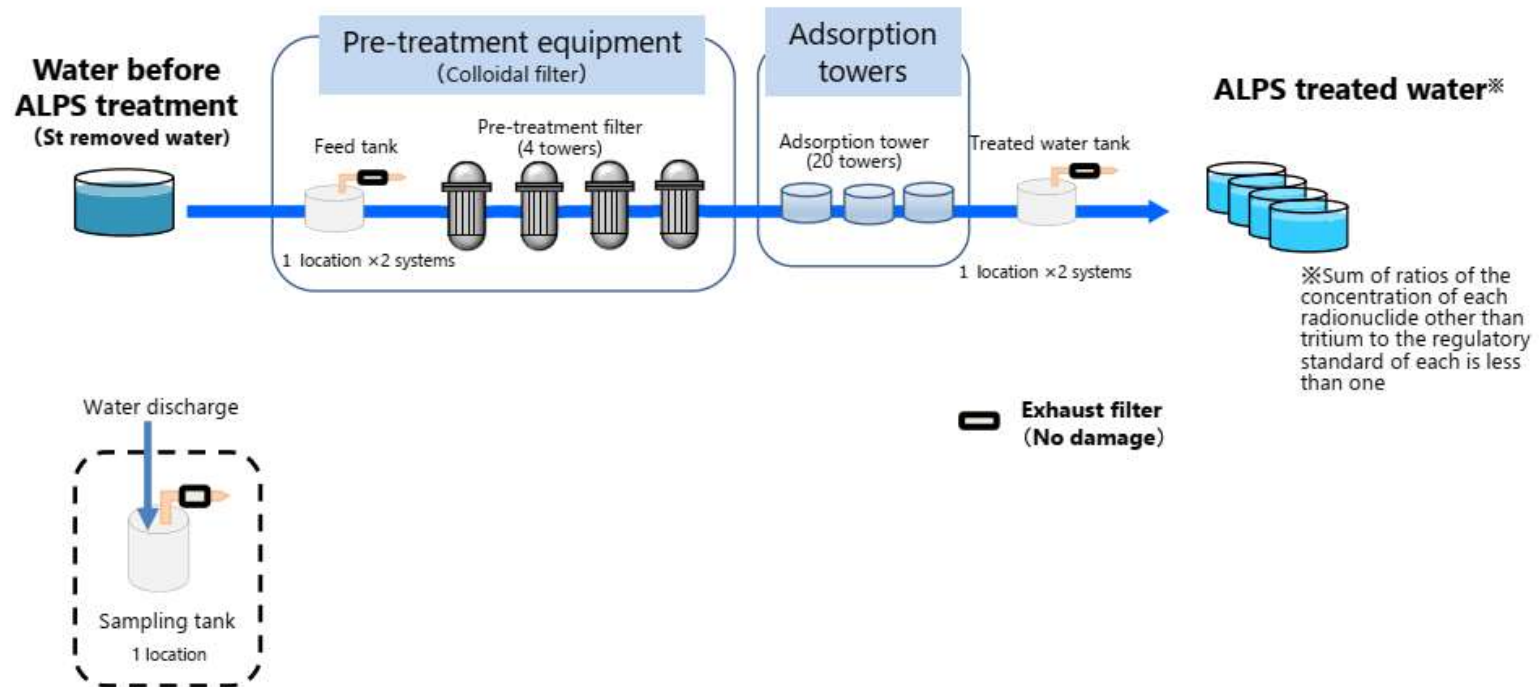 Water before
ALPS treatment
(St removed water)
Pre-treatment equipment
(Colloidal filter)
Feed tank
Pre-treatment filter
(4 towers)
1 location ×2 systems
Adsorption
towers
Adsorption tower
(20 towers)
Treated water tank
1 location ×2 systems
ALPS treated water※
※Sum of ratios of the
concentration of each
radionuclide other than
tritium to the regulatory
standard of each is less
than one
Water discharge
Sampling tank
1 location
Exhaust filter
(No damage)